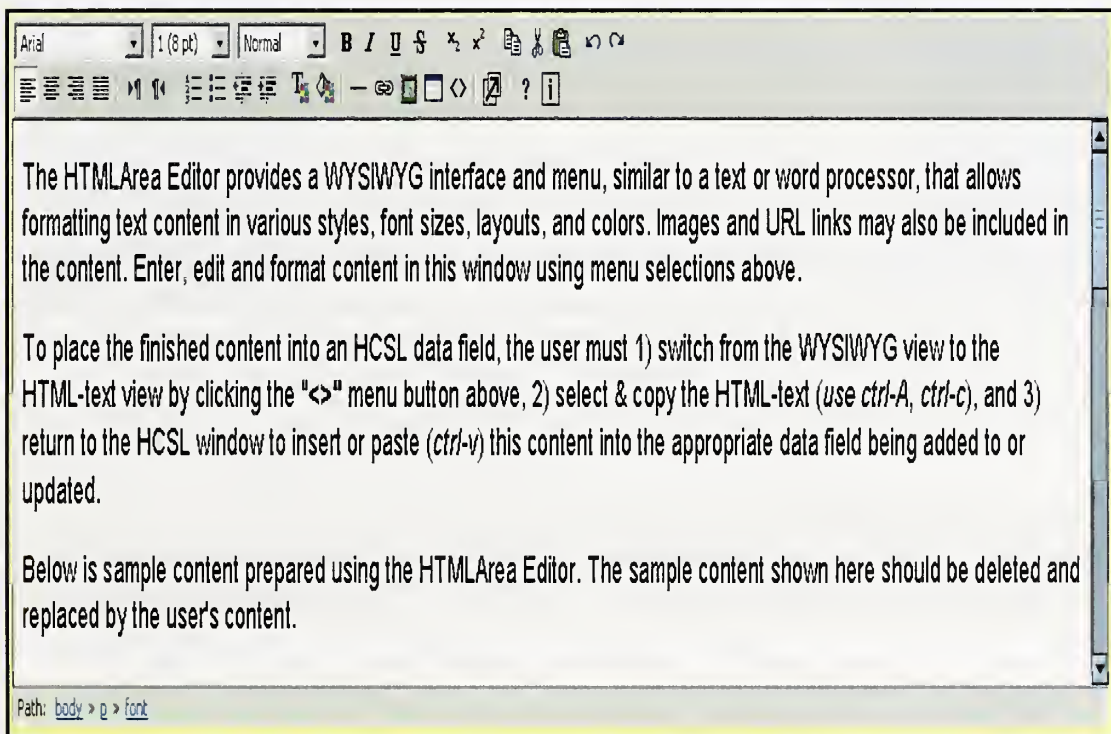 Arial 1 (8 pt) Normal B I U S x₂ x² 
¶ ¶ T — <> ? i
The HTMLArea Editor provides a WYSIWYG interface and menu, similar to a text or word processor, that allows
formatting text content in various styles, font sizes, layouts, and colors. Images and URL links may also be included in
the content. Enter, edit and format content in this window using menu selections above.
To place the finished content into an HCSL data field, the user must 1) switch from the WYSIWYG view to the
HTML-text view by clicking the "<>" menu button above, 2) select & copy the HTML-text (use ctrl-A, ctrl-c), and 3)
return to the HCSL window to insert or paste (ctrl-v) this content into the appropriate data field being added to or
updated.
Below is sample content prepared using the HTMLArea Editor. The sample content shown here should be deleted and
replaced by the user's content.
Path: body » p » font